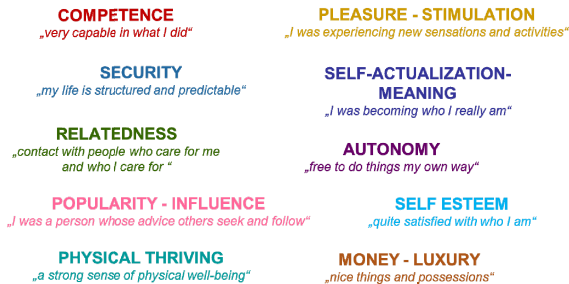 COMPETENCE
„very capable in what I did“
SECURITY
„my life is structured and predictable“
RELATEDNESS
„contact with people who care for me
and who I care for “
POPULARITY - INFLUENCE
„I was a person whose advice others seek and follow“
PHYSICAL THRIVING
„a strong sense of physical well-being“
PLEASURE - STIMULATION
„I was experiencing new sensations and activities“
SELF-ACTUALIZATION-
MEANING
„I was becoming who I really am“
AUTONOMY
„free to do things my own way“
SELF ESTEEM
„quite satisfied with who I am“
MONEY - LUXURY
„nice things and possessions“